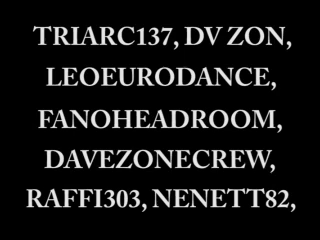 TRIARC137, DV ZON,
LEOEURODANCE,
FANOHEADROOM,
DAVEZONECREW,
RAFFI303, NENETT82,